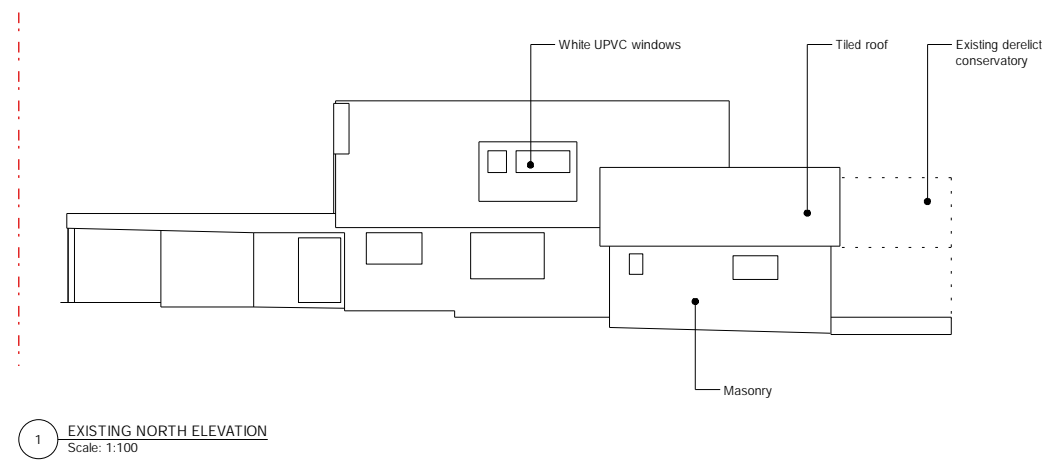 White UPVC windows
Tiled roof
Existing derelict
conservatory
Masonry
1
EXISTING NORTH ELEVATION
Scale: 1:100